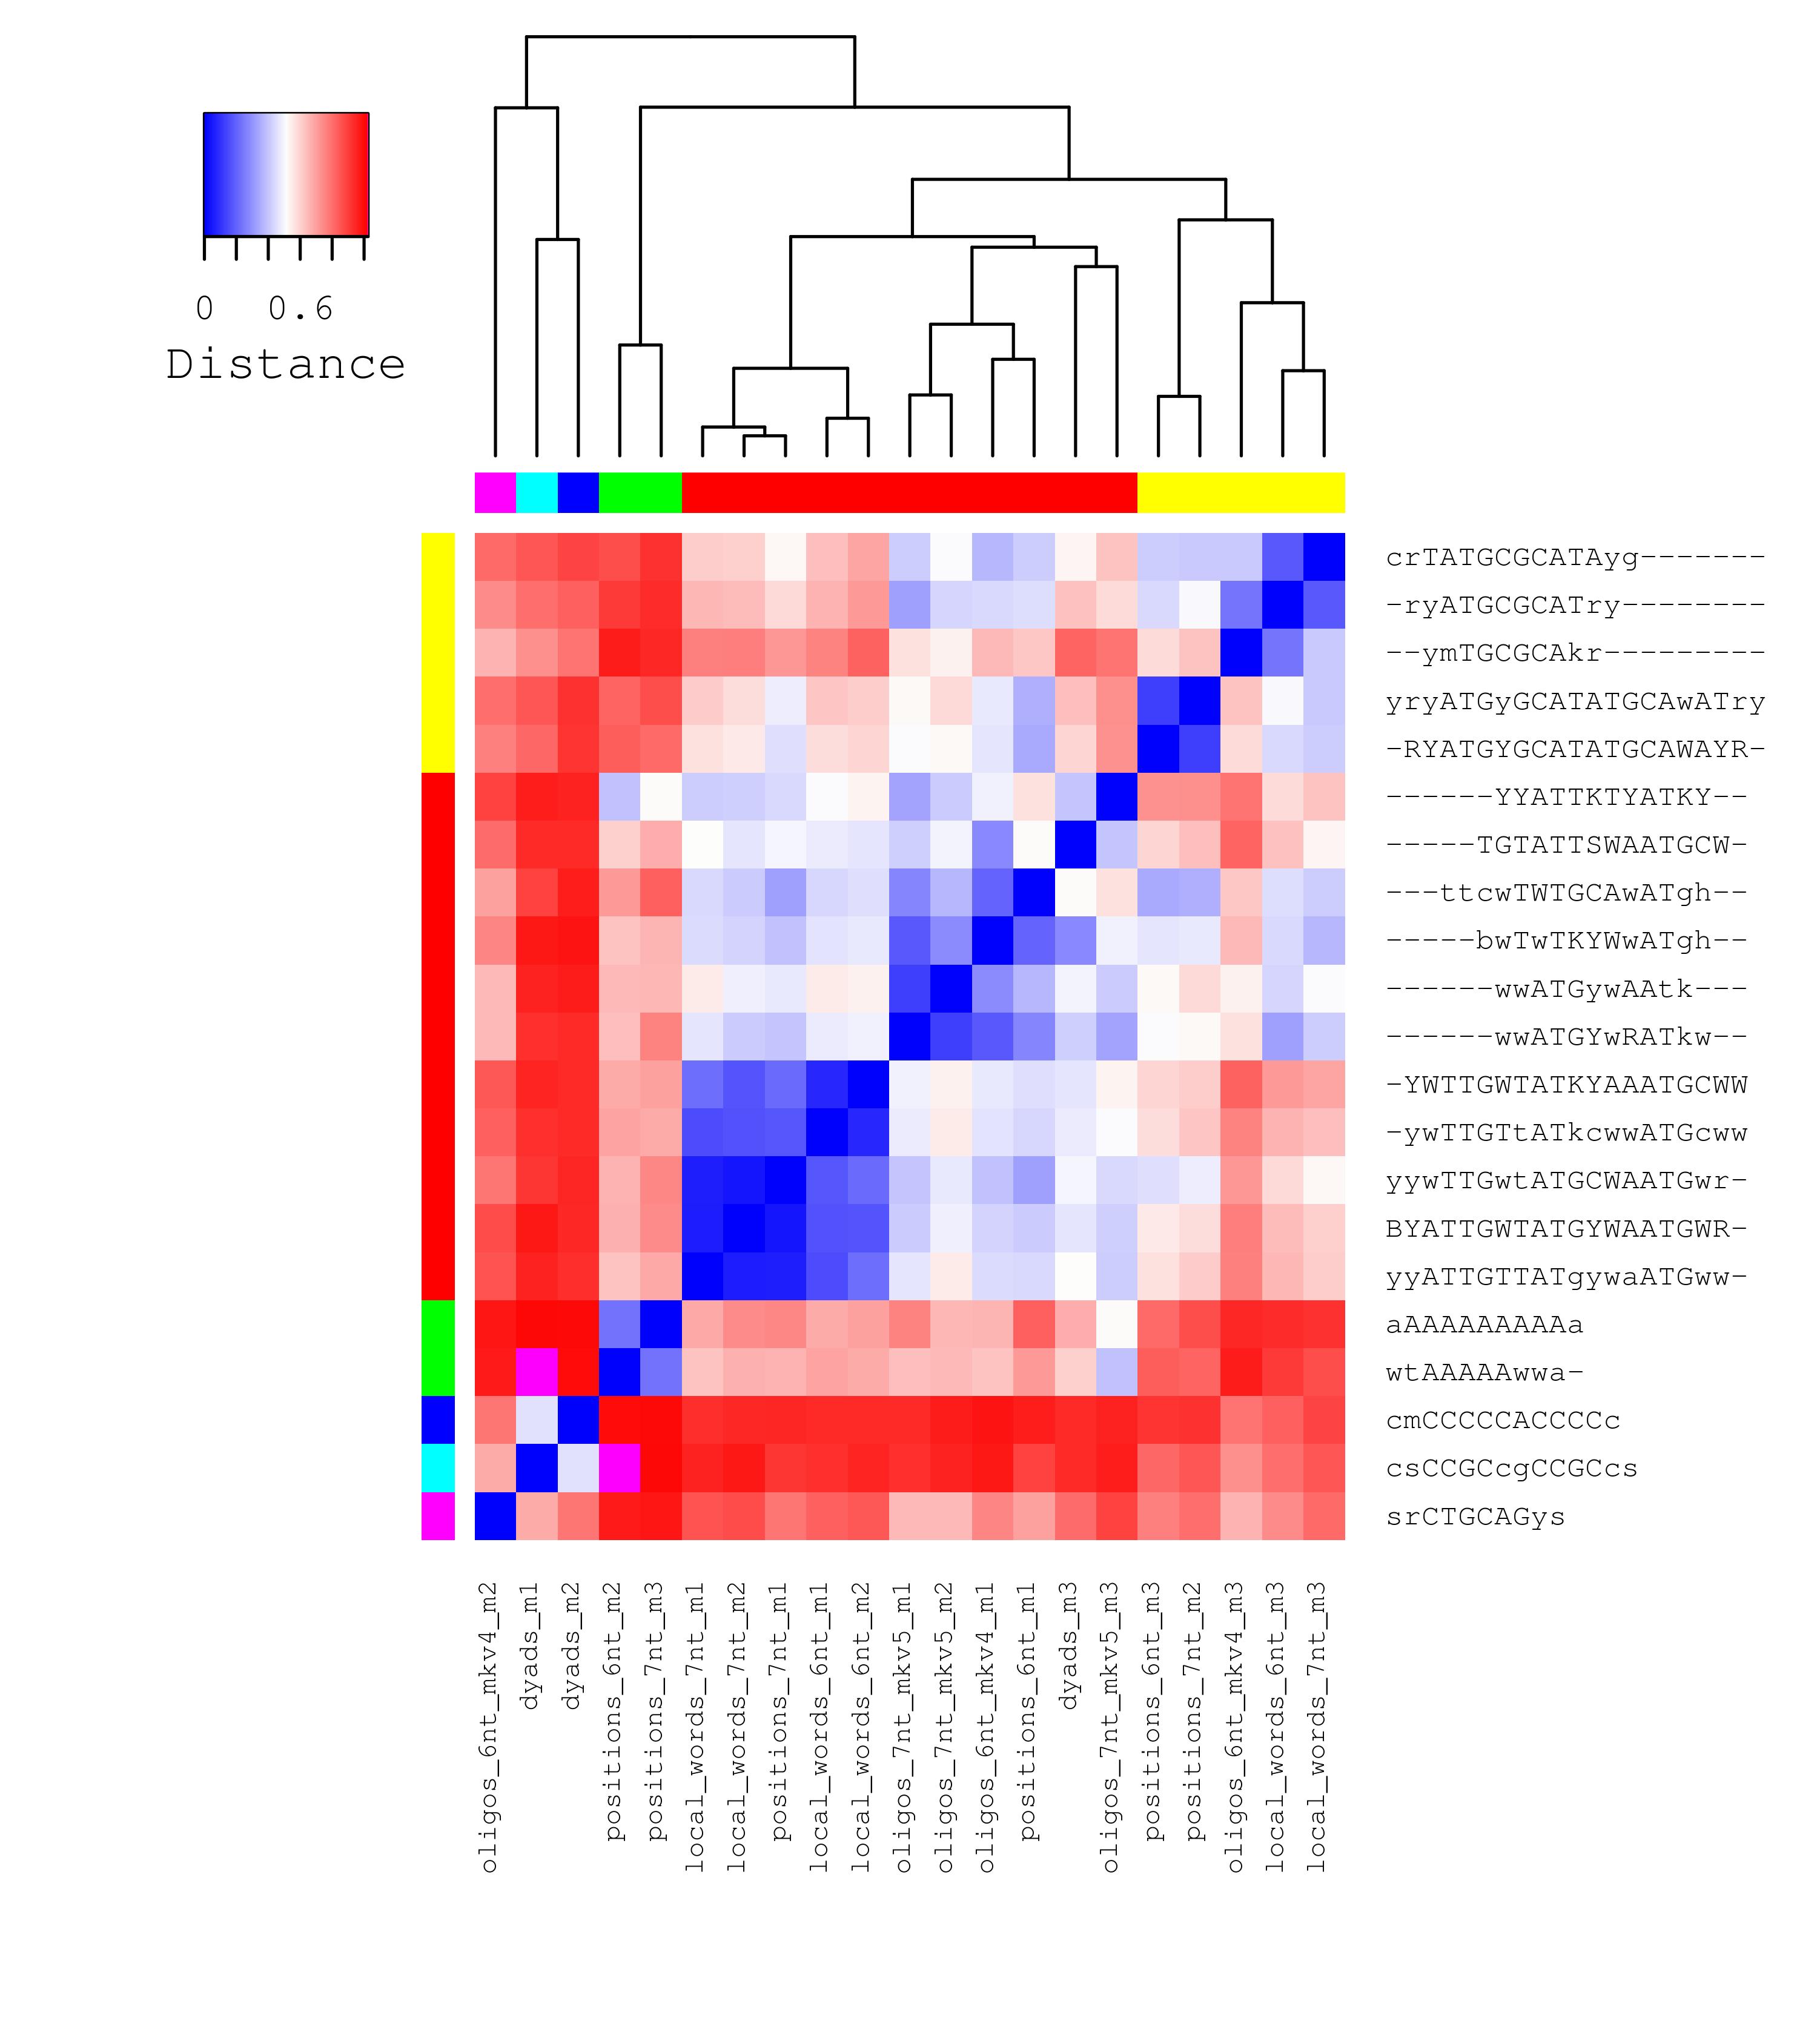 0 0.6
Distance
crTATGCGCATAyg-------
-ryATGCGCATry--------
--ymTGCGCAkr---------
yryATGyGCATATGCAwATry
-RYATGYGCATATGCAWAYR-
------YYATTKTYATKY--
-----TGTATTSWAATGCW-
---ttcwTWTGCAwATgh--
-----bwTwTKYWwATgh--
------wwATGywAAtk---
------wwATGYwRATkw--
-YWTTGWTATKYAAATGCWW
-ywTTGTtATkcwwATGcww
yywTTGwtATGCWAATGwr-
BYATTGWTATGYWAATGWR-
yyATTGTTATgywaATGww-
aAAAAAAAAAa
wtAAAAAwwa-
cmCCCCCACCCCc
csCCGCcgCCGCcs
srCTGCAGys
oligos_6nt_mkv4_m2
dyads_m1
dyads_m2
positions_6nt_m2
positions_7nt_m3
local_words_7nt_m1
local_words_7nt_m2
positions_7nt_m1
local_words_6nt_m1
local_words_6nt_m2
oligos_7nt_mkv5_m1
oligos_7nt_mkv5_m2
oligos_6nt_mkv4_m1
positions_6nt_m1
dyads_m3
oligos_7nt_mkv5_m3
positions_6nt_m3
positions_7nt_m2
oligos_6nt_mkv4_m3
local_words_6nt_m3
local_words_7nt_m3